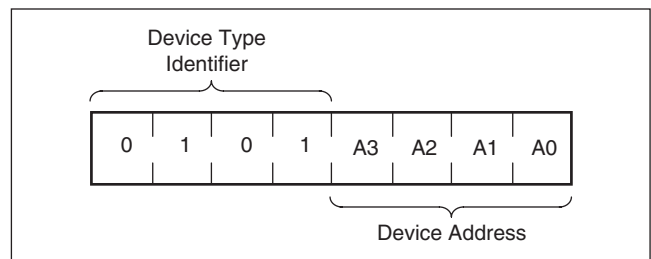 Device Type
Identifier
0 1 0 1 A3 A2 A1 A0
Device Address